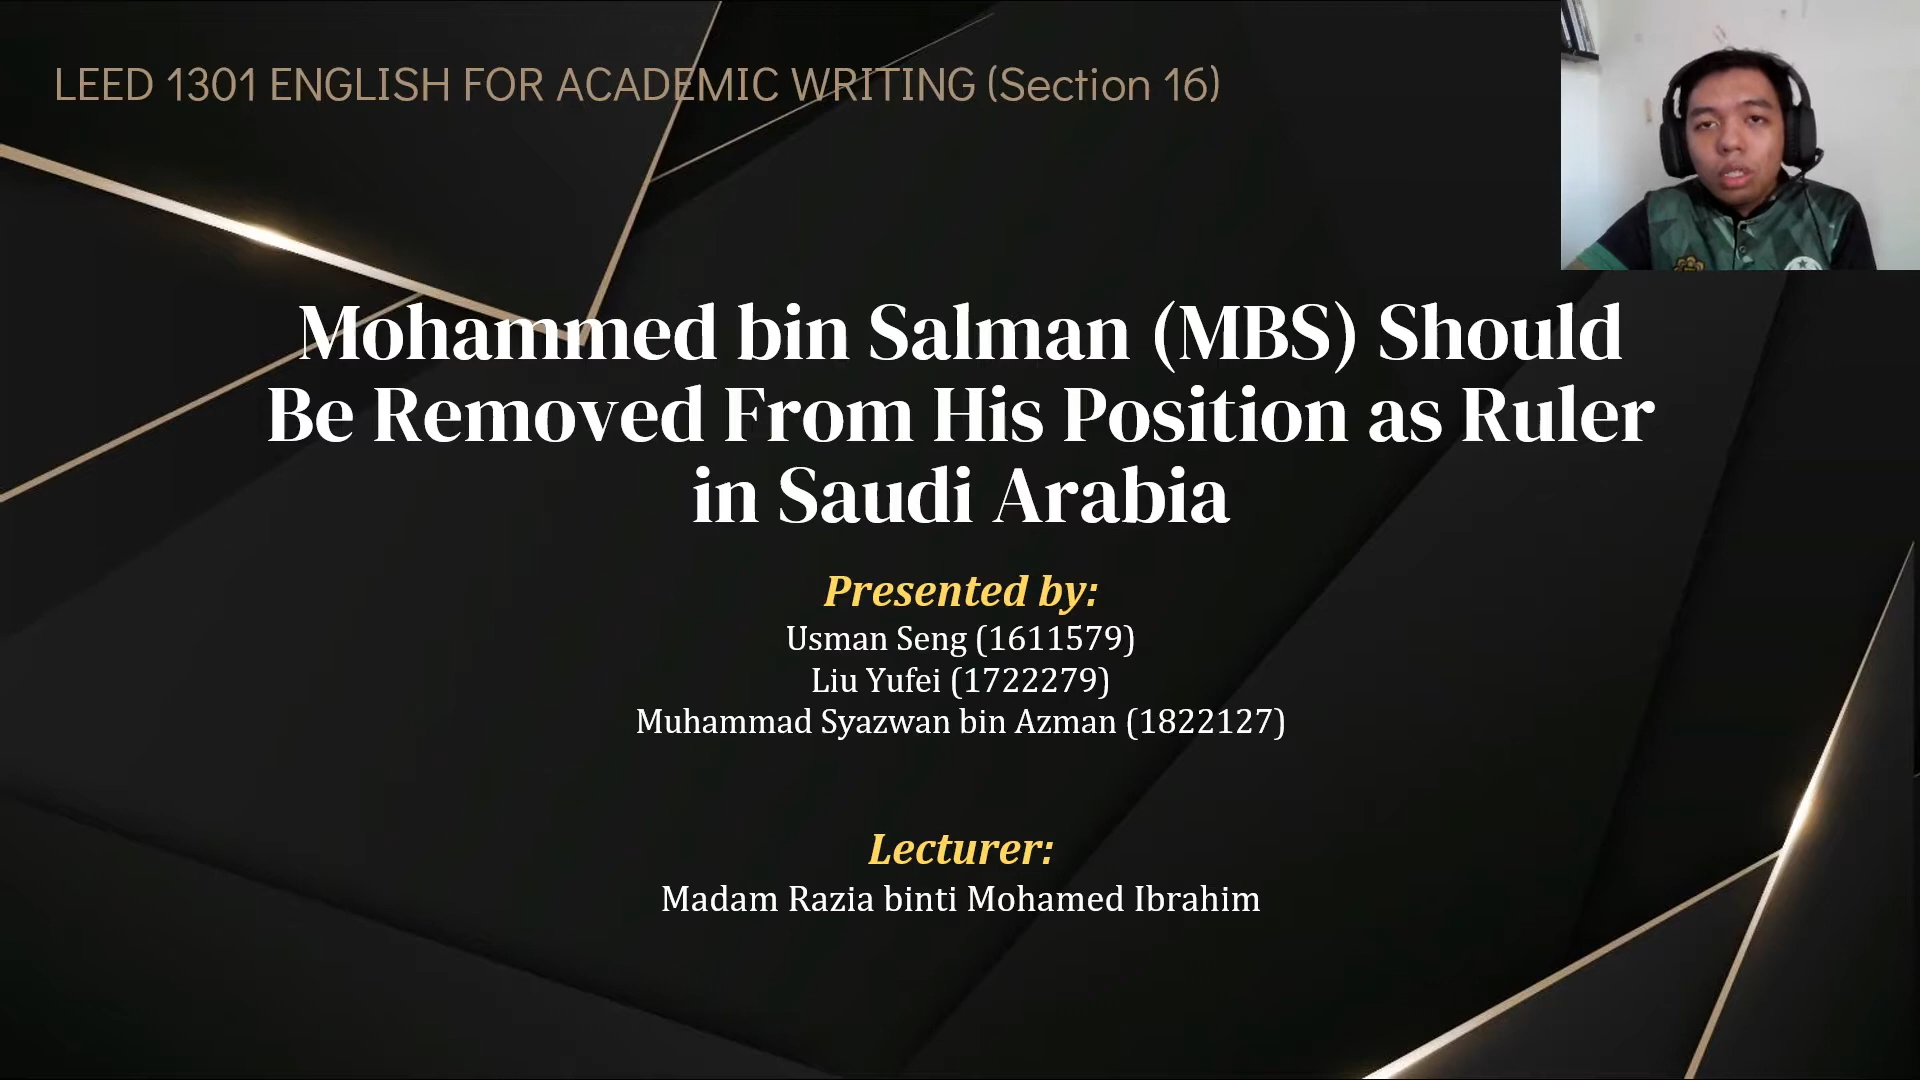 LEED 1301 ENGLISH FOR ACADEMIC WRITING (Section 16)
Mohammed bin Salman (MBS) Should
Be Removed From His Position as Ruler
in Saudi Arabia
Presented by:
Usman Seng (1611579)
Liu Yufei (1722279)
Muhammad Syazwan bin Azman (1822127)
Lecturer:
Madam Razia binti Mohamed Ibrahim